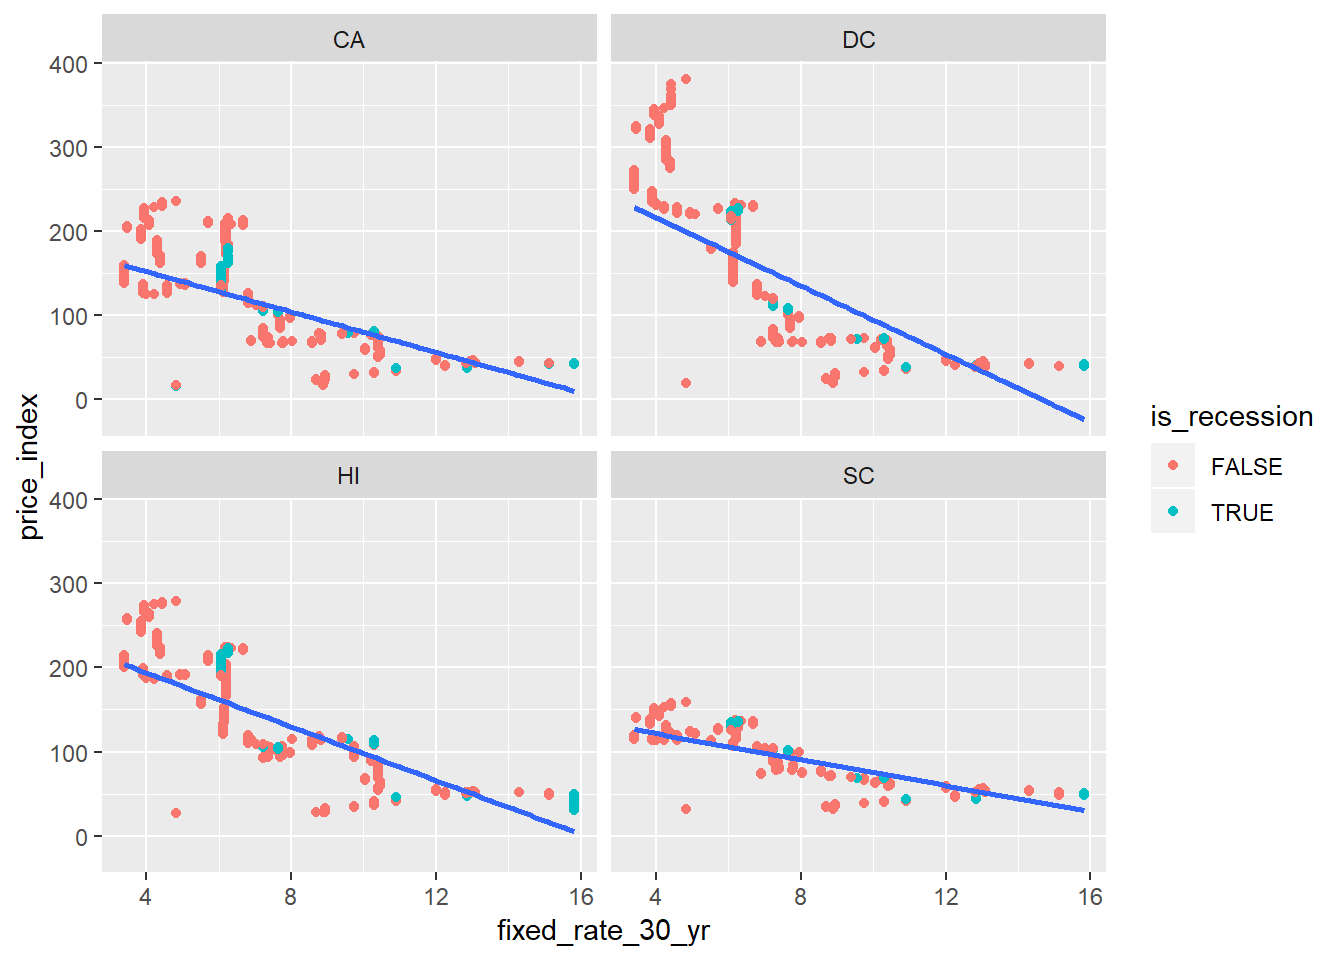 CA
DC
400
300
200
100
0
HI
SC
400
300
200
100
0
4 8 12 16
4 8 12 16
fixed_rate_30_yr
price_index
is_recession
FALSE
TRUE